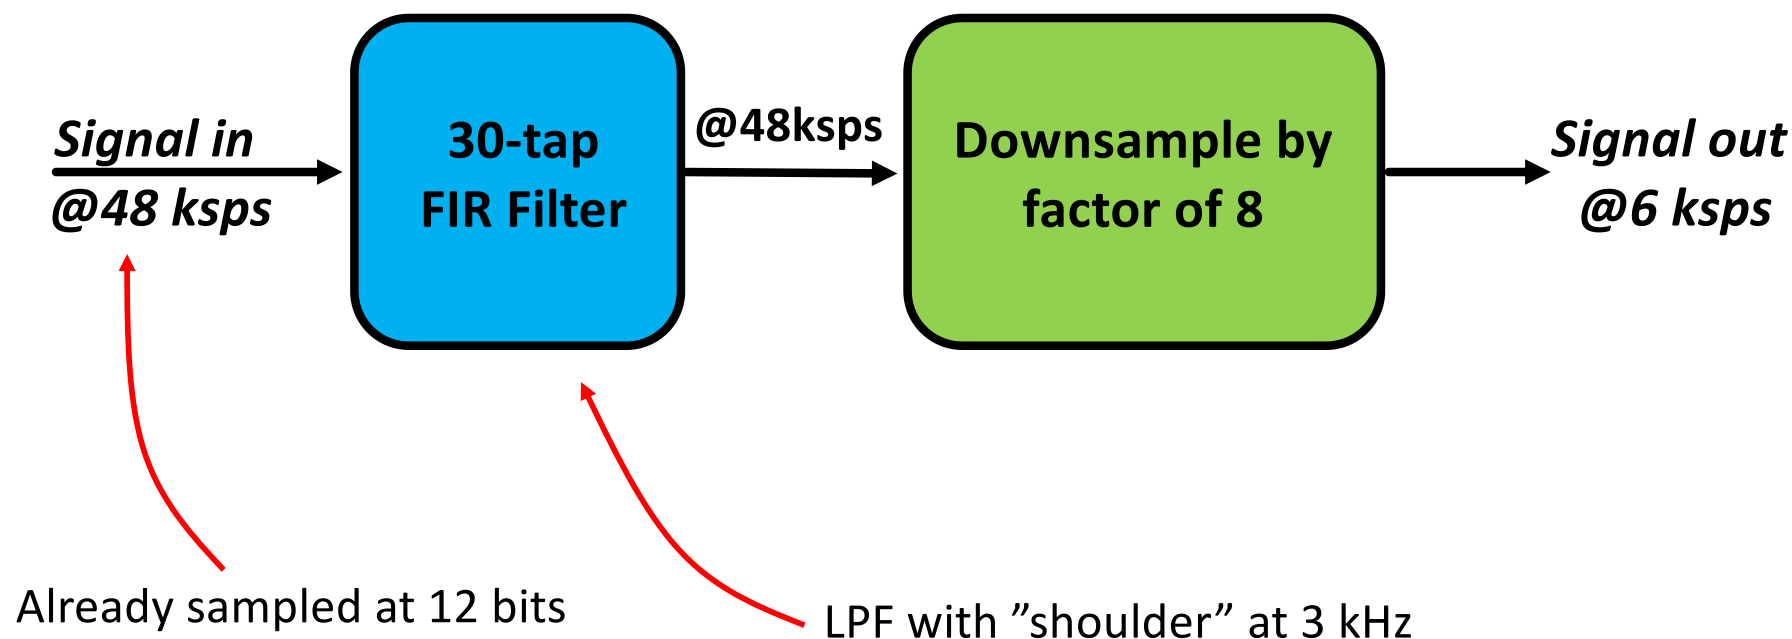 Signal in
@48 ksps
30-tap
FIR Filter
@48ksps
Downsample by
factor of 8
Signal out
@6 ksps
Already sampled at 12 bits
LPF with ”shoulder” at 3 kHz